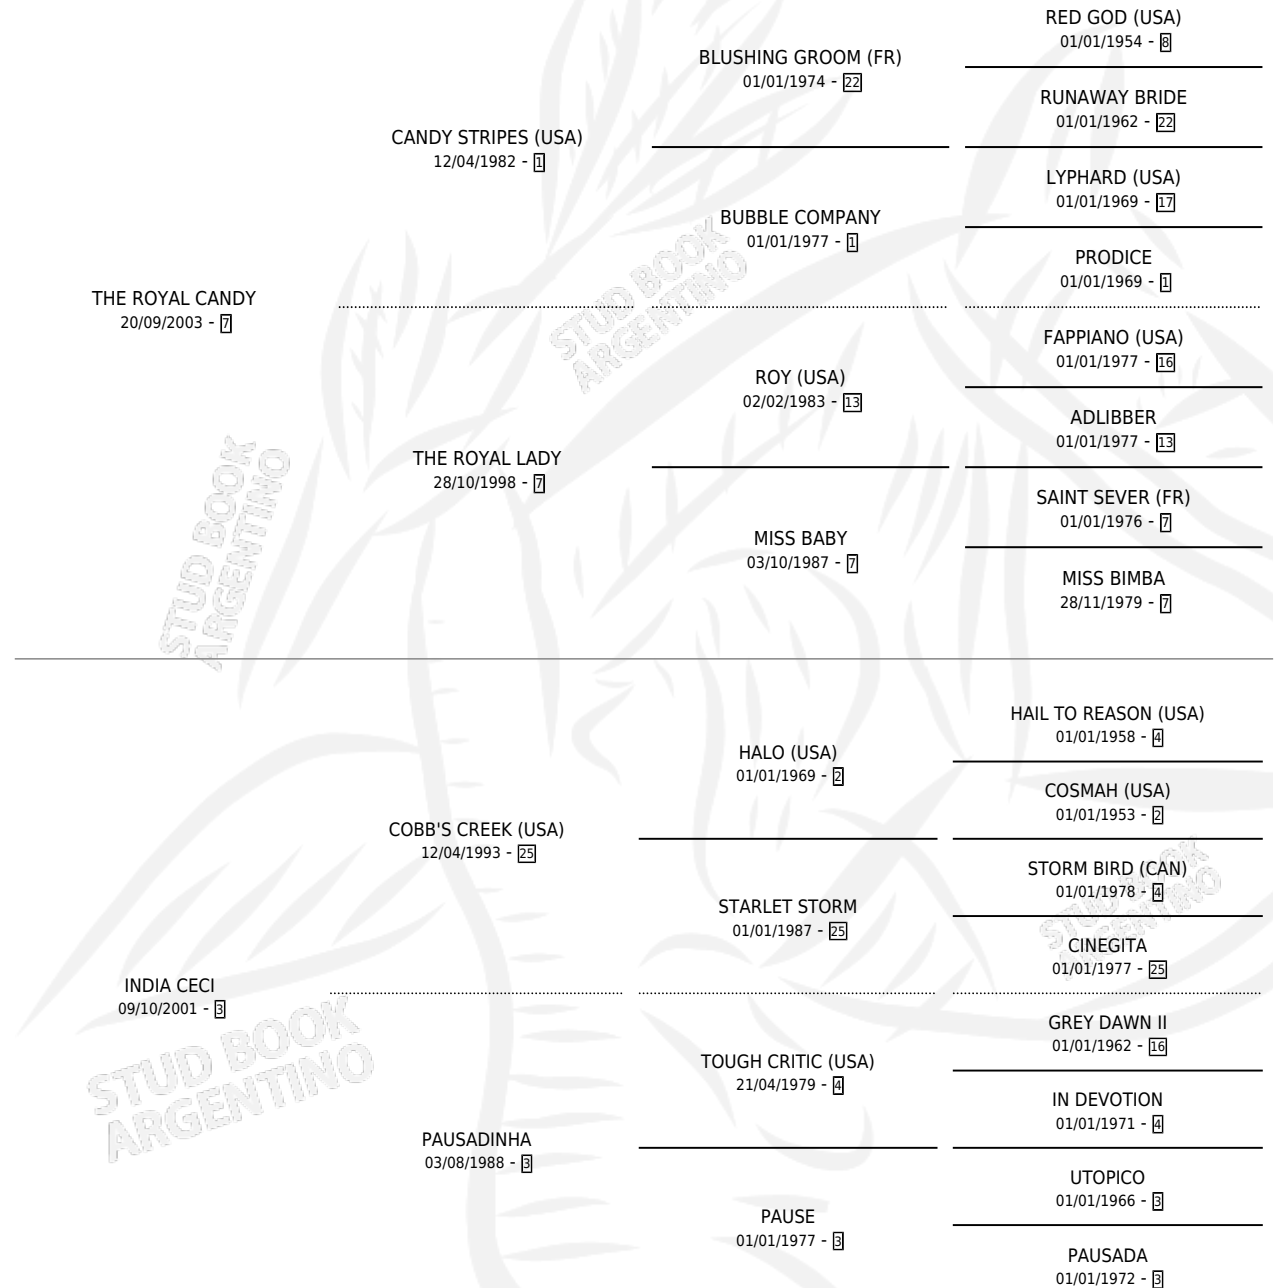 RED GOD (USA)
01/01/1954 - 8
BLUSHING GROOM (FR)
01/01/1974 - 22
RUNAWAY BRIDE
01/01/1962 - 22
CANDY STRIPES (USA)
12/04/1982 - 1
LYPHARD (USA)
01/01/1969 - 17
BUBBLE COMPANY
01/01/1977 - 1
PRODICE
01/01/1969 - 1
THE ROYAL CANDY
20/09/2003 - 7
STUD BOOK
ARGENTINO
FAPPIANO (USA)
01/01/1977 - 16
ROY (USA)
02/02/1983 - 13
ADLIBBER
01/01/1977 - 13
THE ROYAL LADY
28/10/1998 - 7
SAINT SEVER (FR)
01/01/1976 - 7
MISS BABY
03/10/1987 - 7
MISS BIMBA
28/11/1979 - 7
STUD BOOK
ARGENTINO
HAIL TO REASON (USA)
01/01/1958 - 4
HALO (USA)
01/01/1969 - 2
COSMAH (USA)
01/01/1953 - 2
COBB'S CREEK (USA)
12/04/1993 - 25
STORM BIRD (CAN)
01/01/1978 - 4
STARLET STORM
01/01/1987 - 25
STUD BOOK
ARGENTINO
CINEGITA
01/01/1977 - 25
INDIA CECI
09/10/2001 - 3
STUD BOOK
ARGENTINO
GREY DAWN II
01/01/1962 - 16
TOUGH CRITIC (USA)
21/04/1979 - 4
IN DEVOTION
01/01/1971 - 4
PAUSADINHA
03/08/1988 - 3
UTOPICO
01/01/1966 - 3
PAUSE
01/01/1977 - 3
PAUSADA
01/01/1972 - 3